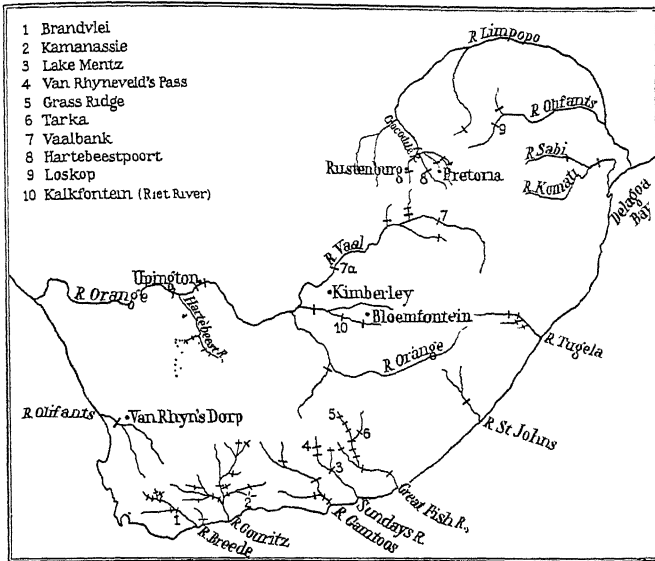 1 Brandvlei
2 Kamanassie
3 Lake Mentz
4 Van Rhyneveld's Pass
5 Grass Ridge
6 Tarka
7 Vaalbank
8 Hartebeestpoort
9 Loskop
10 Kalkfontein (Riet River)
R Limpopo
R Olifants
Crocodile R
9
R Sabi
Rustenburg
8
Pretoria
R Komati
Delagoa
Bay
7
R Vaal
7a
Upington
R Orange
Kimberley
Hartebeest R.
10
Bloemfontein
R Orange
R Tugela
R Olifants
Van Rhyn's Dorp
R St Johns
5
6
4
3
2
1
Great Fish R.
Sundays R.
R Gamtoos
R Gouritz
R Breede